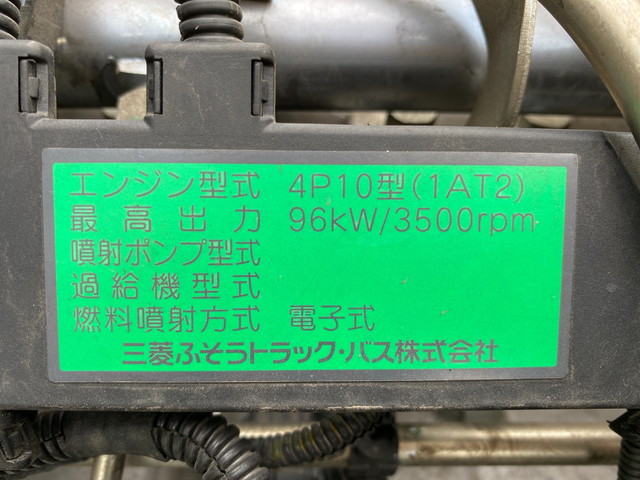 エンジン型式 4P10型(1AT2)
最高出力 96kW/3500rpm
噴射ポンプ型式
過給機型式
燃料噴射方式 電子式
三菱ふそうトラック・バス株式会社